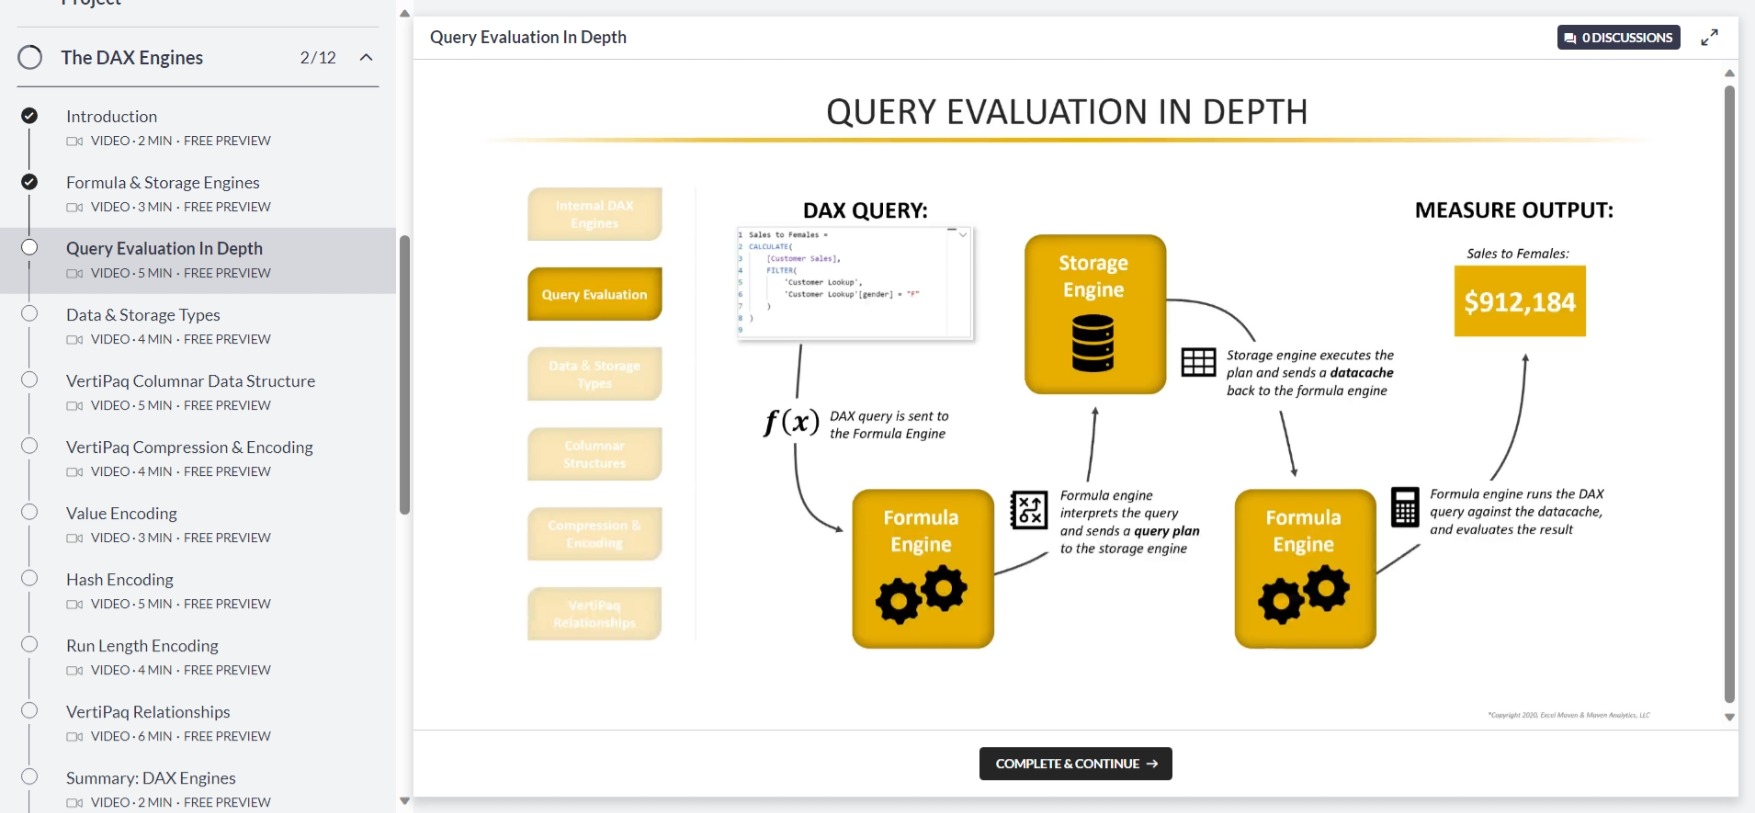 Project
The DAX Engines 2/12
Introduction
VIDEO · 2 MIN · FREE PREVIEW
Formula & Storage Engines
VIDEO · 3 MIN · FREE PREVIEW
Query Evaluation In Depth
VIDEO · 5 MIN · FREE PREVIEW
Data & Storage Types
VIDEO · 4 MIN · FREE PREVIEW
VertiPaq Columnar Data Structure
VIDEO · 5 MIN · FREE PREVIEW
VertiPaq Compression & Encoding
VIDEO · 4 MIN · FREE PREVIEW
Value Encoding
VIDEO · 3 MIN · FREE PREVIEW
Hash Encoding
VIDEO · 5 MIN · FREE PREVIEW
Run Length Encoding
VIDEO · 4 MIN · FREE PREVIEW
VertiPaq Relationships
VIDEO · 6 MIN · FREE PREVIEW
Summary: DAX Engines
VIDEO · 2 MIN · FREE PREVIEW
Query Evaluation In Depth
0 DISCUSSIONS
QUERY EVALUATION IN DEPTH
Internal DAX
Engines
Query Evaluation
Data & Storage
Types
Columnar
Structures
Compression &
Encoding
VertiPaq
Relationships
DAX QUERY:
1 Sales to Females =
2 CALCULATE(
3 [Customer Sales],
4 FILTER(
5 'Customer Lookup',
6 'Customer Lookup'[gender] = "F"
7 )
8 )
9
f(x)
DAX query is sent to
the Formula Engine
Formula
Engine
Formula engine
interprets the query
and sends a query plan
to the storage engine
Storage
Engine
Storage engine executes the
plan and sends a datacache
back to the formula engine
Formula
Engine
Formula engine runs the DAX
query against the datacache,
and evaluates the result
MEASURE OUTPUT:
Sales to Females:
$912,184
*Copyright 2020, Excel Maven & Maven Analytics, LLC
COMPLETE & CONTINUE →